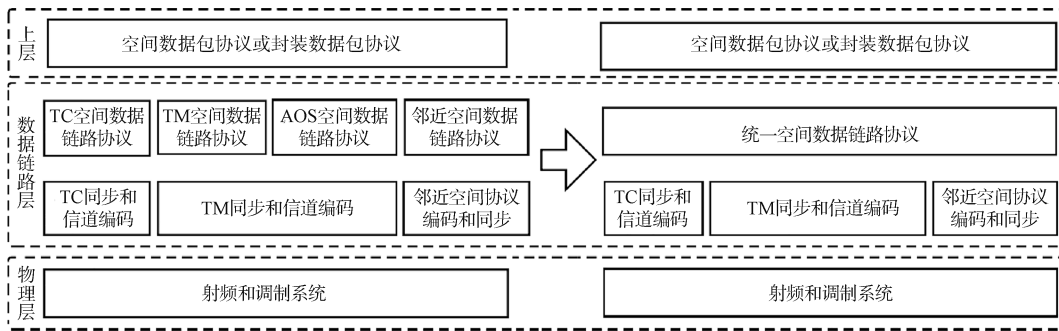 上层
空间数据包协议或封装数据包协议
空间数据包协议或封装数据包协议
数据链路层
TC空间数据
链路协议
TM空间数据
链路协议
AOS空间数据
链路协议
邻近空间数据
链路协议
统一空间数据链路协议
TC同步和
信道编码
TM同步和信道编码
邻近空间协议
编码和同步
TC同步和
信道编码
TM同步和信道编码
邻近空间协议
编码和同步
物理层
射频和调制系统
射频和调制系统